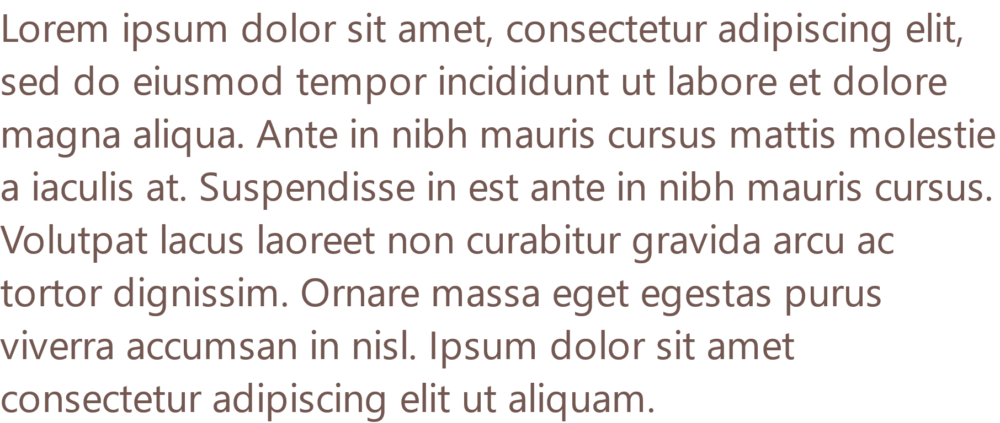 Lorem ipsum dolor sit amet, consectetur adipiscing elit,
sed do eiusmod tempor incididunt ut labore et dolore
magna aliqua. Ante in nibh mauris cursus mattis molestie
a iaculis at. Suspendisse in est ante in nibh mauris cursus.
Volutpat lacus laoreet non curabitur gravida arcu ac
tortor dignissim. Ornare massa eget egestas purus
viverra accumsan in nisl. Ipsum dolor sit amet
consectetur adipiscing elit ut aliquam.